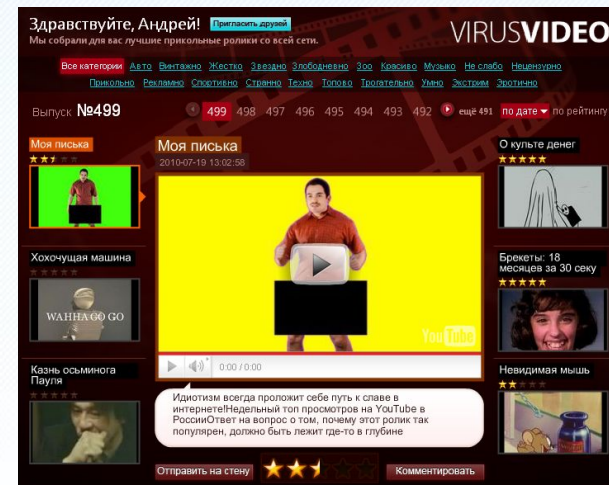 Здравствуйте, Андрей! Пригласить друзей
Мы собрали для вас лучшие прикольные ролики со всей сети.
VIRUSVIDEO
Все категории Авто Винтажно Жестко Звездно Злободневно Зоо Красиво Музыко Не слабо Нецензурно
Прикольно Рекламно Спортивно Странно Техно Топово Трогательно Умно Экстрим Эротично
Выпуск №499 499 498 497 496 495 494 493 492 ещё 491 по дате по рейтингу
Моя писька
WAHHA GO GO
Хохочущая машина
Казнь осьминога
Пауля
Моя писька
2010-07-19 13:02:58
YouTube
0:00 / 0:00
Идиотизм всегда проложит себе путь к славе в
интернете!Недельный топ просмотров на YouTube в
РоссииОтвет на вопрос о том, почему этот ролик так
популярен, должно быть лежит где-то в глубине
Отправить на стену Комментировать
О культе денег
Брекеты: 18
месяцев за 30 секу
Невидимая мышь